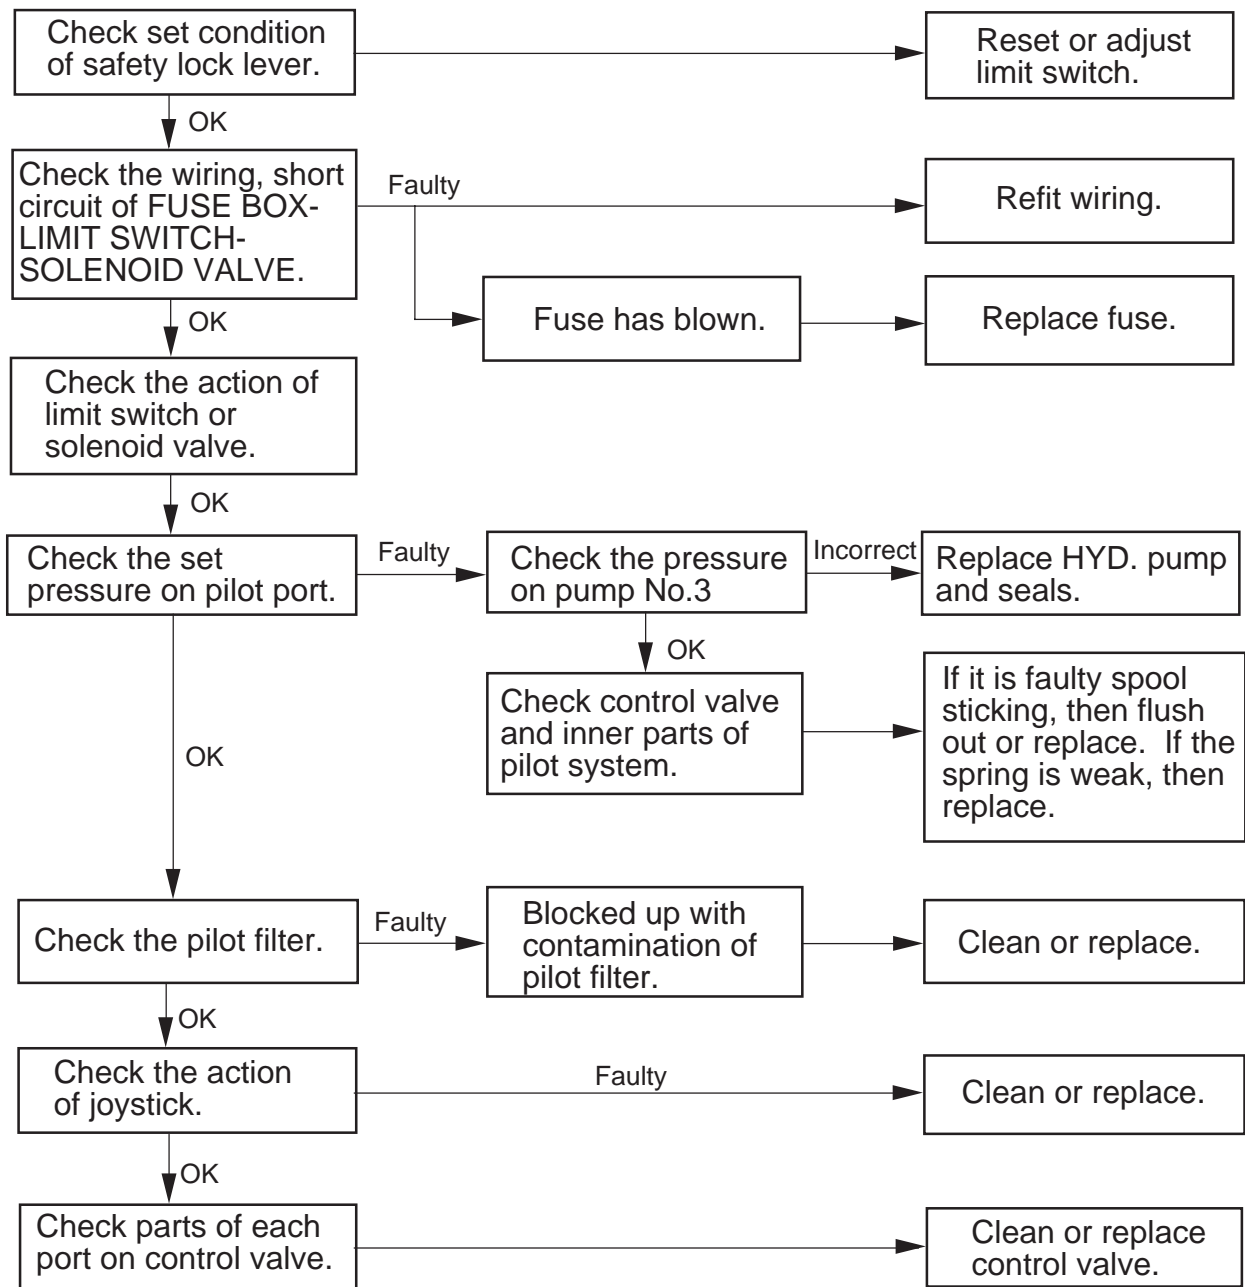 Check set condition
of safety lock lever.
Reset or adjust
limit switch.
OK
Check the wiring, short
circuit of FUSE BOX-
LIMIT SWITCH-
SOLENOID VALVE.
Faulty
Refit wiring.
Fuse has blown.
Replace fuse.
OK
Check the action of
limit switch or
solenoid valve.
OK
Check the set
pressure on pilot port.
Faulty
Check the pressure
on pump No.3
Incorrect
Replace HYD. pump
and seals.
OK
Check control valve
and inner parts of
pilot system.
If it is faulty spool
sticking, then flush
out or replace. If the
spring is weak, then
replace.
OK
Check the pilot filter.
Faulty
Blocked up with
contamination of
pilot filter.
Clean or replace.
OK
Check the action
of joystick.
Faulty
Clean or replace.
OK
Check parts of each
port on control valve.
Clean or replace
control valve.